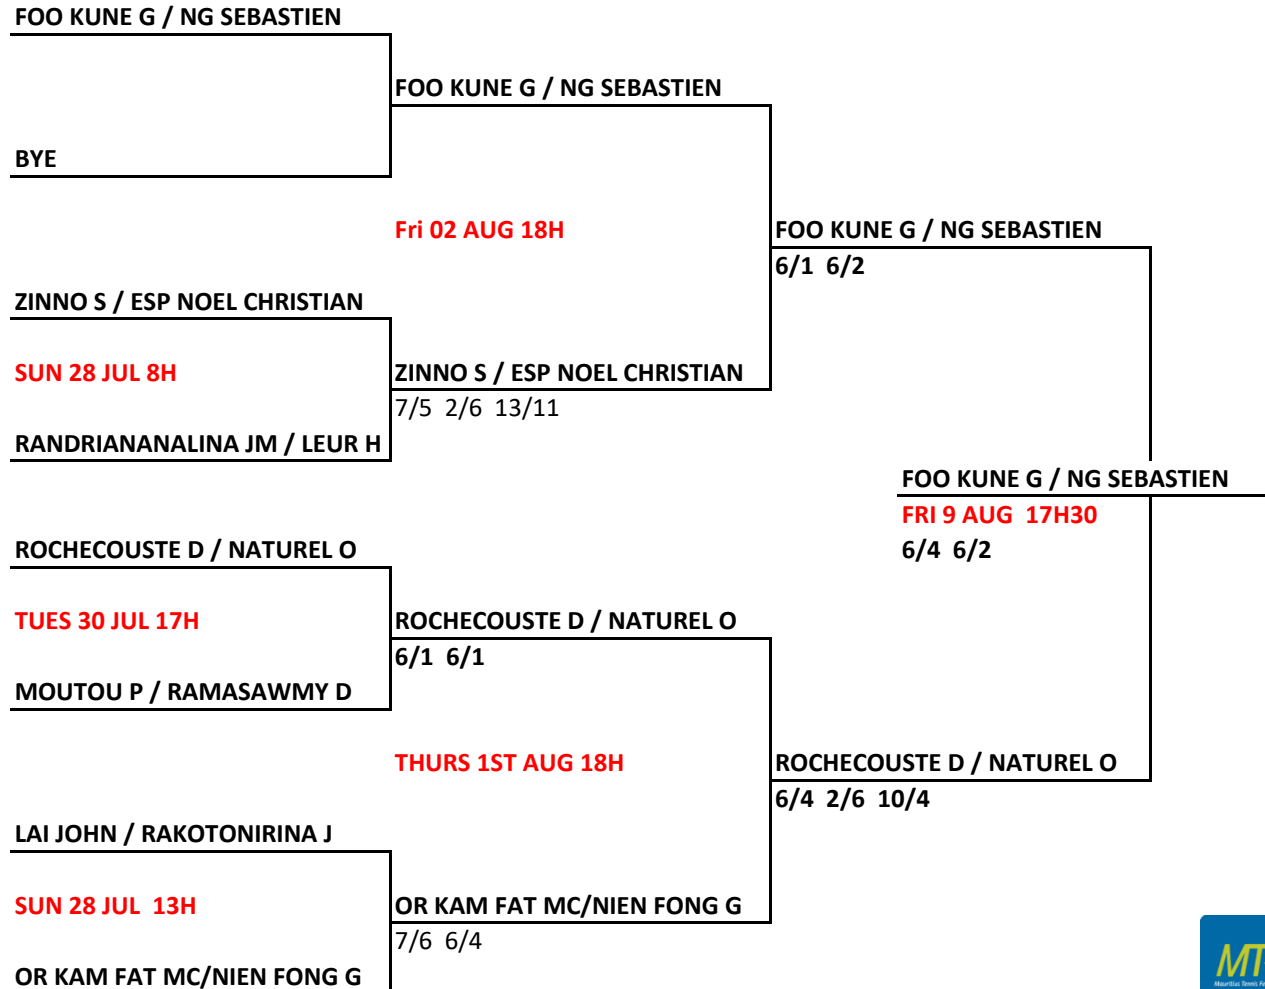 FOO KUNE G / NG SEBASTIEN
FOO KUNE G / NG SEBASTIEN
BYE
Fri 02 AUG 18H
FOO KUNE G / NG SEBASTIEN
6/1 6/2
ZINNO S / ESP NOEL CHRISTIAN
SUN 28 JUL 8H
ZINNO S / ESP NOEL CHRISTIAN
7/5 2/6 13/11
RANDRIANANALINA JM / LEUR H
FOO KUNE G / NG SEBASTIEN
FRI 9 AUG 17H30
6/4 6/2
ROCHECOUSTE D / NATUREL O
TUES 30 JUL 17H
ROCHECOUSTE D / NATUREL O
6/1 6/1
MOUTOU P / RAMASAWMY D
THURS 1ST AUG 18H
ROCHECOUSTE D / NATUREL O
6/4 2/6 10/4
LAI JOHN / RAKOTONIRINA J
SUN 28 JUL 13H
OR KAM FAT MC/NIEN FONG G
7/6 6/4
OR KAM FAT MC/NIEN FONG G
MT
Mauritius Tennis